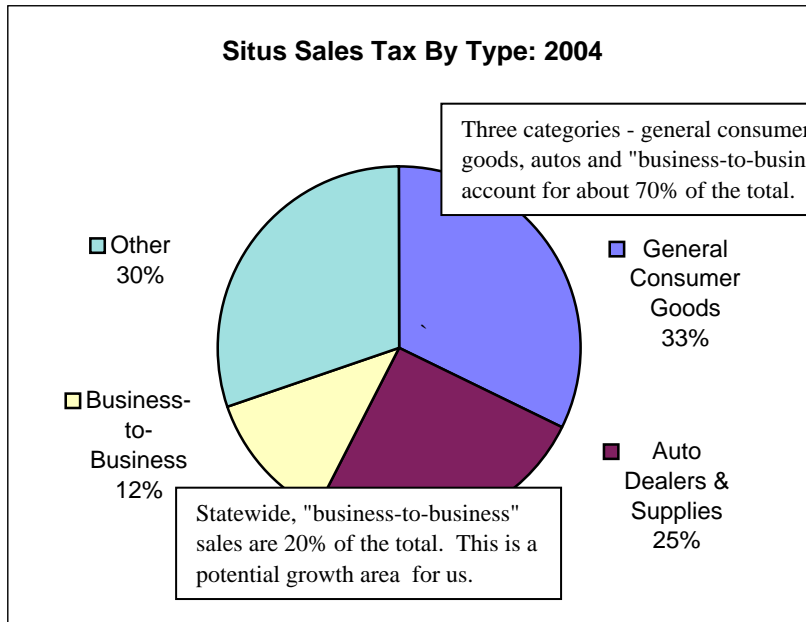 Situs Sales Tax By Type: 2004
Three categories - general consumer
goods, autos and "business-to-busin
account for about 70% of the total.
Other
30%
General
Consumer
Goods
33%
Business-
to-
Business
12%
Auto
Dealers &
Supplies
25%
Statewide, "business-to-business"
sales are 20% of the total. This is a
potential growth area for us.